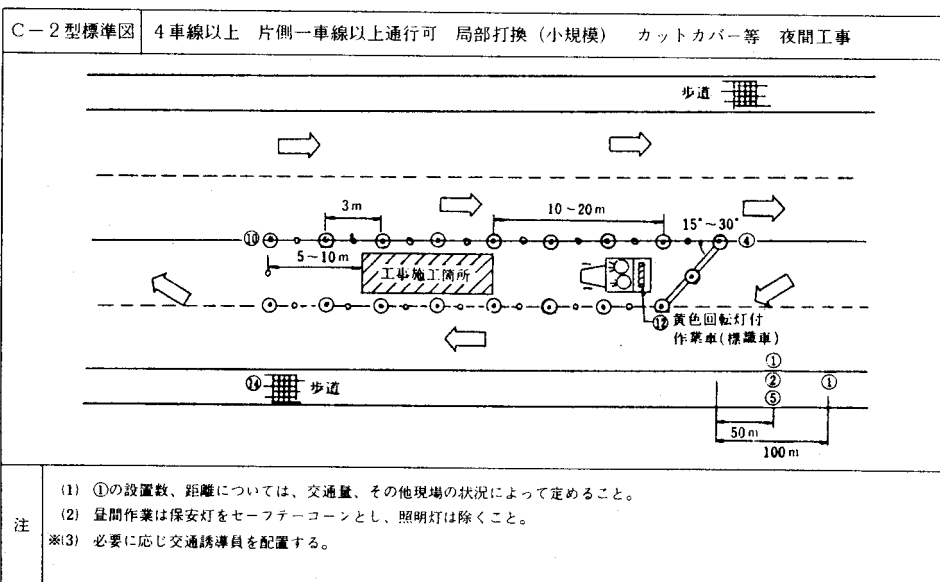 C－2型標準図 4車線以上 片側一車線以上通行可 局部打換（小規模） カットカバー等 夜間工事
歩道
3m
10～20m
15°～30°
⑩
④
5～10m
工事施工箇所
⑫ 黄色回転灯付
作業車(標識車)
①
⑭ 歩道
② ①
⑤
50m
100m
注
(1) ①の設置数、距離については、交通量、その他現場の状況によって定めること。
(2) 昼間作業は保安灯をセーフテーコーンとし、照明灯は除くこと。
※(3) 必要に応じ交通誘導員を配置する。